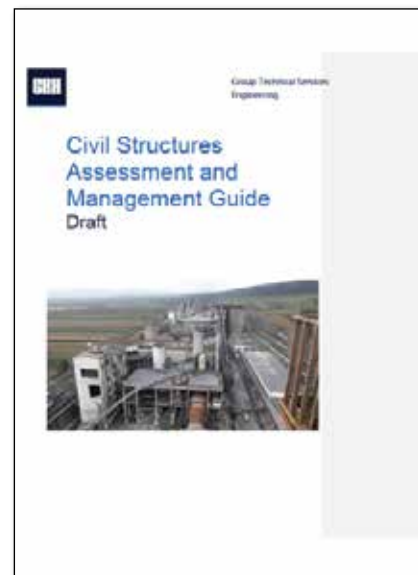 CRH
Group Technical Services
Engineering
Civil Structures
Assessment and
Management Guide
Draft